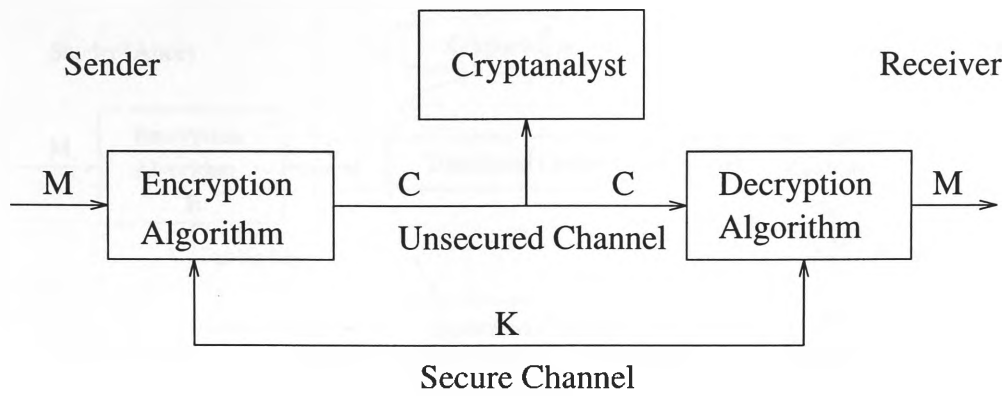 Sender
Cryptanalyst
Receiver
M
Encryption
Algorithm
C
C
Unsecured Channel
Decryption
Algorithm
M
K
Secure Channel